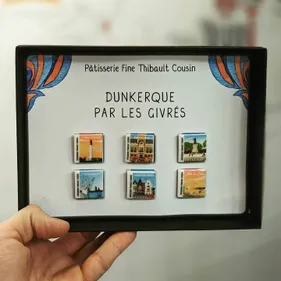 Pâtisserie Fine Thibault Cousin
DUNKERQUE
PAR LES GIVRÉS